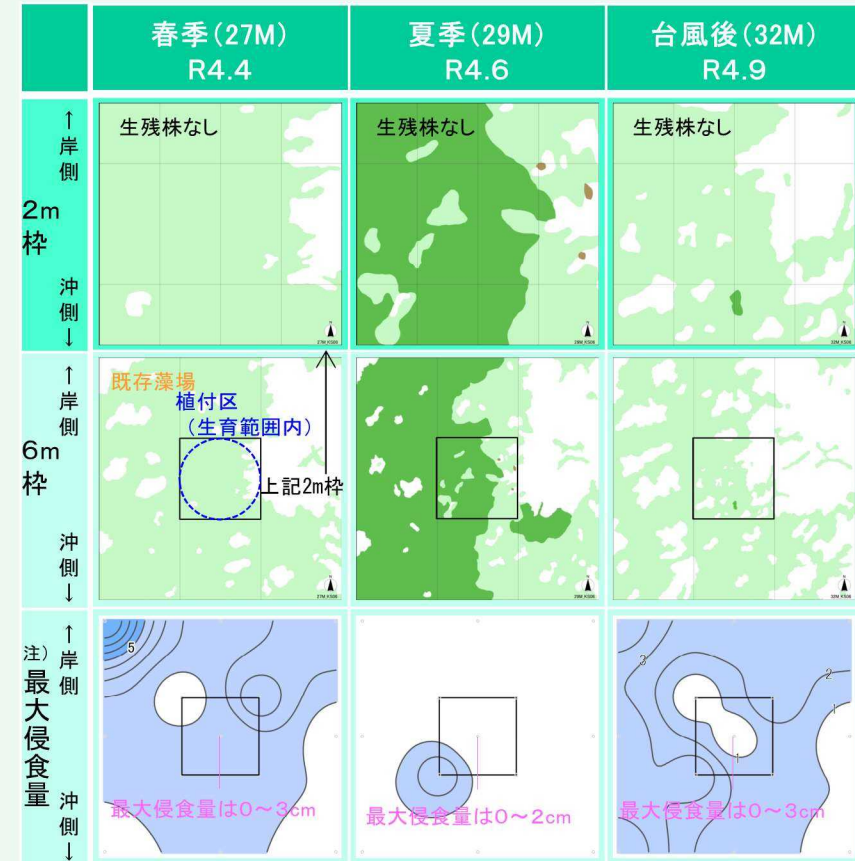 春季(27M)
R4.4
夏季(29M)
R4.6
台風後(32M)
R4.9
↑岸側
2m枠
沖側↓
生残株なし
生残株なし
生残株なし
↑岸側
6m枠
沖側↓
既存藻場
植付区
(生育範囲内)
上記2m枠
注)
最大侵食量
↑岸側
沖側↓
5
最大侵食量は0～3cm
最大侵食量は0～2cm
3
2
1
1
最大侵食量は0～3cm